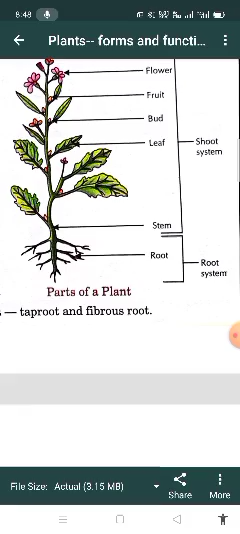 8:48
Plants-- forms and functi...
Flower
Fruit
Bud
Leaf
Shoot
system
Stem
Root
Root
system
Parts of a Plant
— taproot and fibrous root.
File Size: Actual (3.15 MB)
Share
More